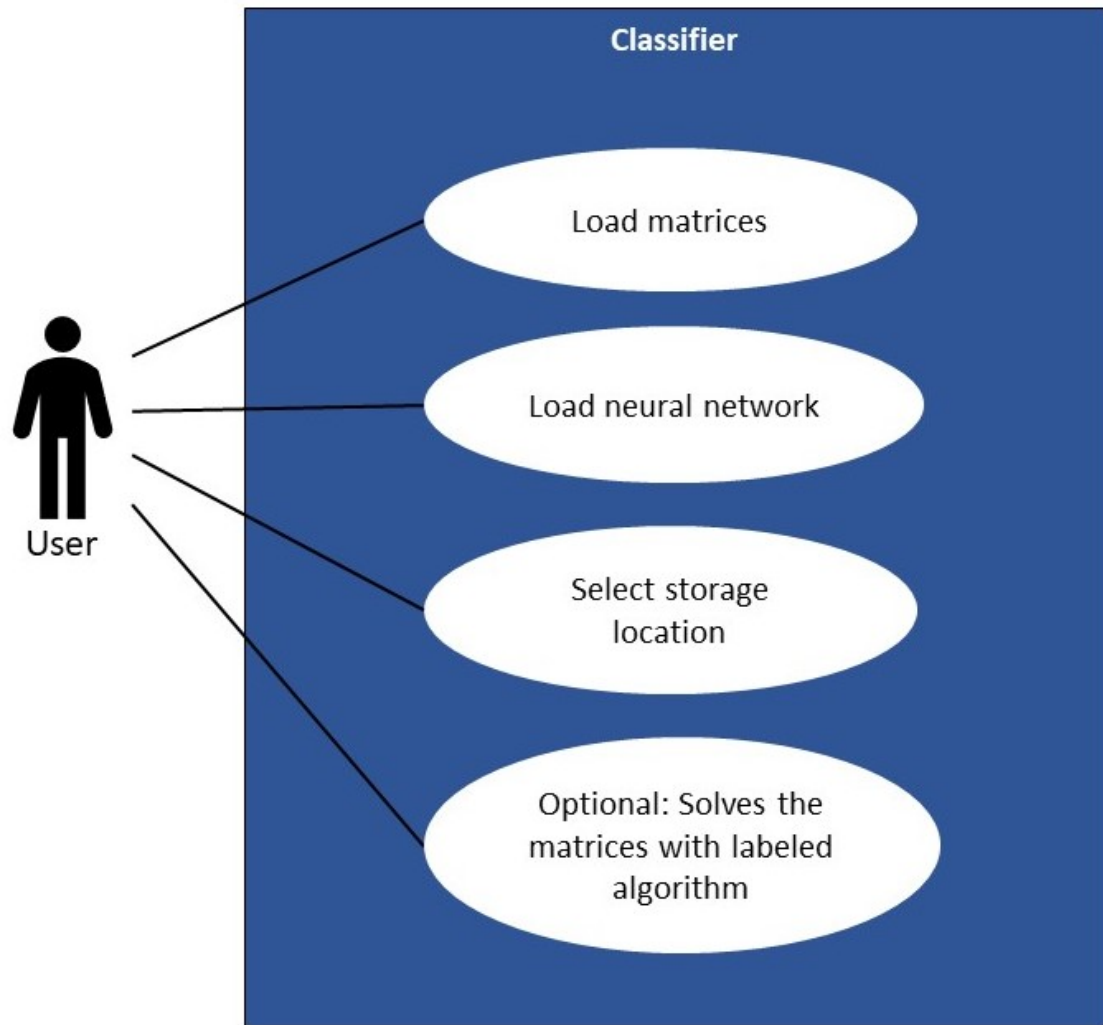 Classifier
Load matrices
Load neural network
User
Select storage
location
Optional: Solves the
matrices with labeled
algorithm